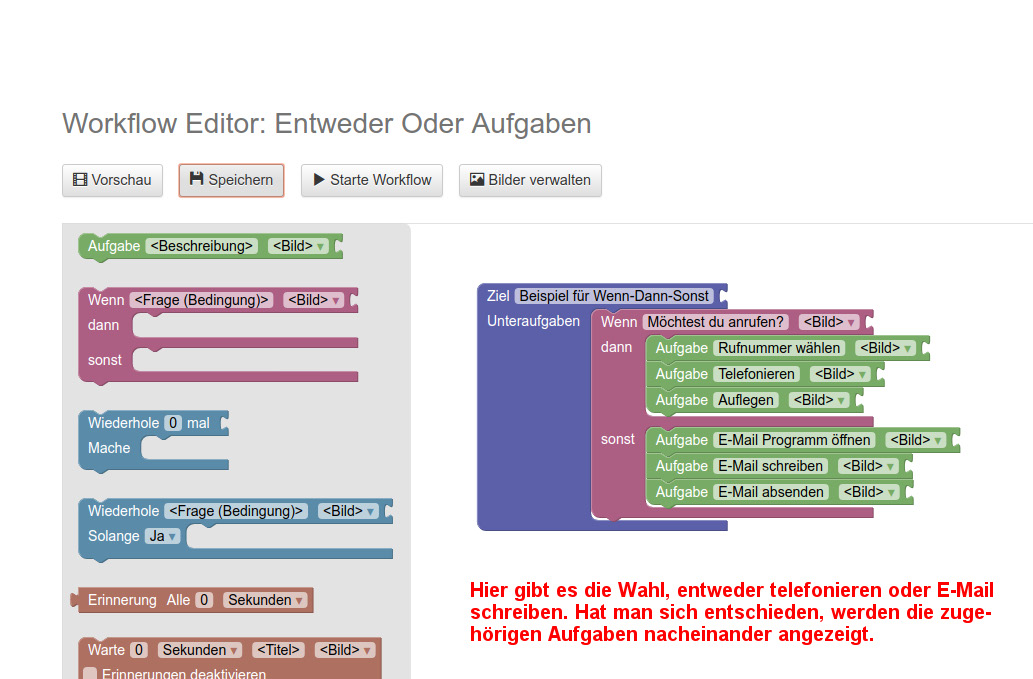 Workflow Editor: Entweder Oder Aufgaben
Vorschau Speichern Starte Workflow Bilder verwalten
Aufgabe <Beschreibung> <Bild>
Wenn <Frage (Bedingung)> <Bild>
dann
sonst
Wiederhole 0 mal
Mache
Wiederhole <Frage (Bedingung)> <Bild>
Solange Ja
Erinnerung Alle 0 Sekunden
Warte 0 Sekunden <Titel> <Bild>
Erinnerungen deaktivieren
Ziel Beispiel für Wenn-Dann-Sonst
Unteraufgaben Wenn Möchtest du anrufen? <Bild>
dann Aufgabe Rufnummer wählen <Bild>
Aufgabe Telefonieren <Bild>
Aufgabe Auflegen <Bild>
sonst Aufgabe E-Mail Programm öffnen <Bild>
Aufgabe E-Mail schreiben <Bild>
Aufgabe E-Mail absenden <Bild>
Hier gibt es die Wahl, entweder telefonieren oder E-Mail
schreiben. Hat man sich entschieden, werden die zuge-
hörigen Aufgaben nacheinander angezeigt.